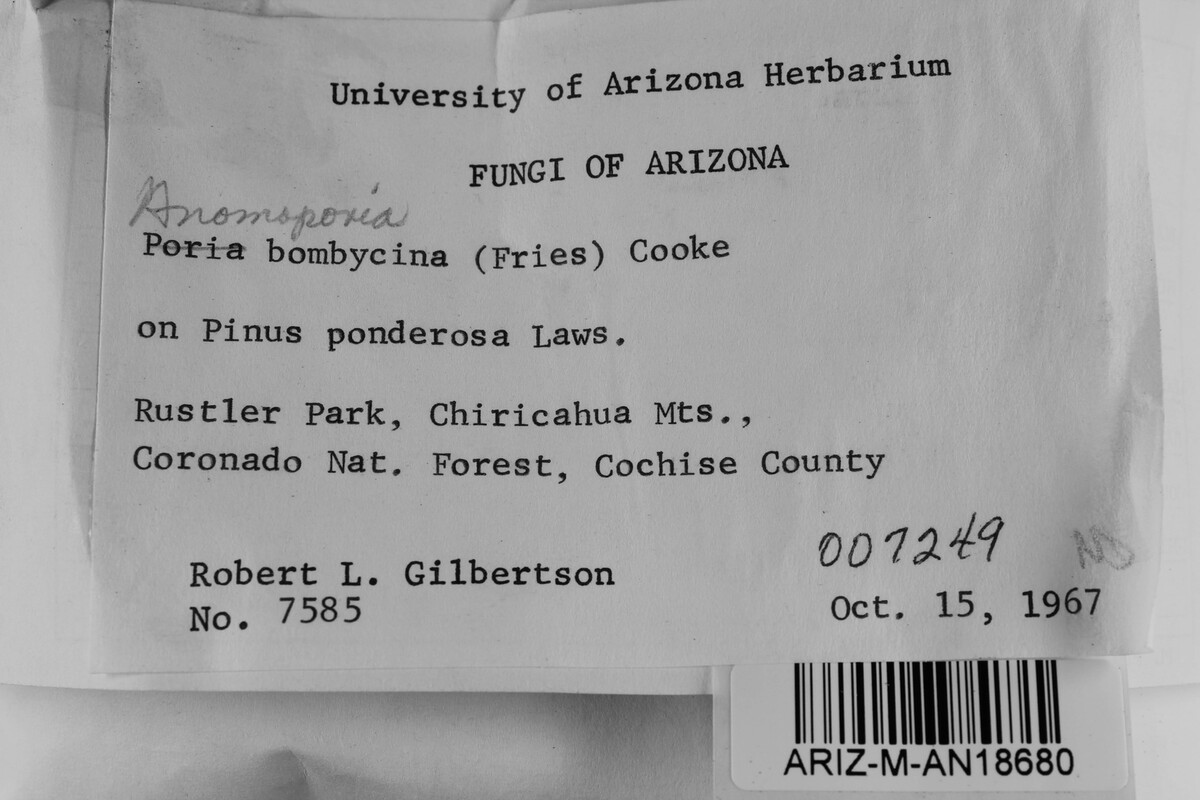 University of Arizona Herbarium
FUNGI OF ARIZONA
Anomoporia
Poria bombycina (Fries) Cooke
on Pinus ponderosa Laws.
Rustler Park, Chiricahua Mts.,
Coronado Nat. Forest, Cochise County
007249
Robert L. Gilbertson
No. 7585
Oct. 15, 1967
ARIZ-M-AN18680